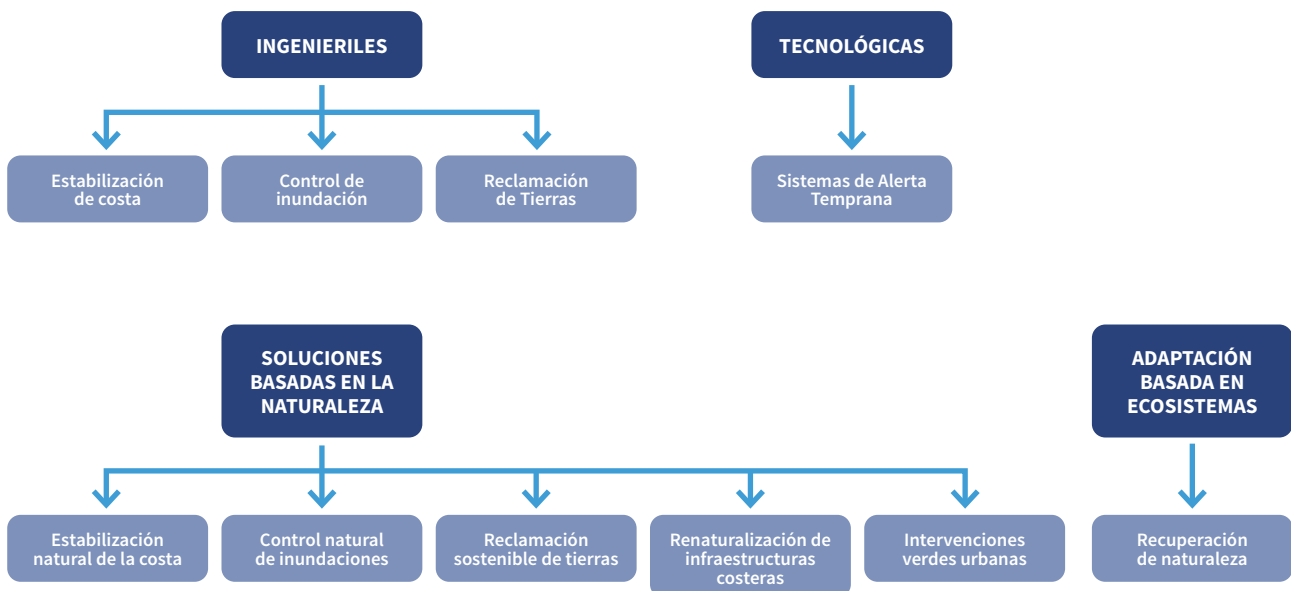 INGENIERILES
TECNOLÓGICAS
Estabilización
de costa
Control de
inundación
Reclamación
de Tierras
Sistemas de Alerta
Temprana
SOLUCIONES
BASADAS EN LA
NATURALEZA
ADAPTACIÓN
BASADA EN
ECOSISTEMAS
Estabilización
natural de la costa
Control natural
de inundaciones
Reclamación
sostenible de tierras
Renaturalización de
infraestructuras
costeras
Intervenciones
verdes urbanas
Recuperación
de naturaleza